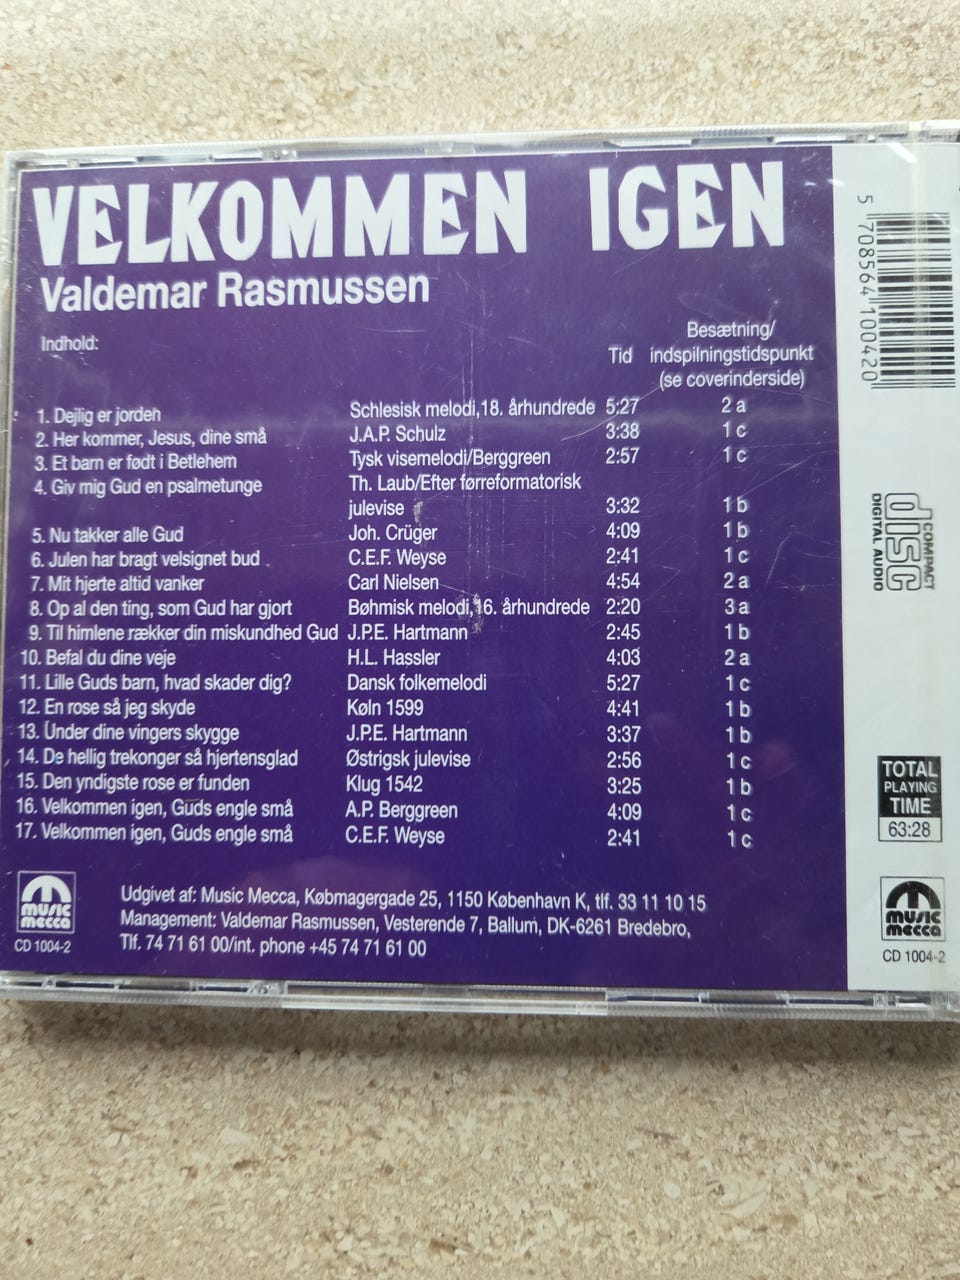 VELKOMMEN IGEN
Valdemar Rasmussen
Indhold:
Tid
Besætning/
indspilningstidspunkt
(se coverinderside)
1. Dejlig er jorden Schlesisk melodi,18. århundrede 5:27 2 a
2. Her kommer, Jesus, dine små J.A.P. Schulz 3:38 1 c
3. Et barn er født i Betlehem Tysk visemelodi/Berggreen 2:57 1 c
4. Giv mig Gud en psalmetunge Th. Laub/Efter førreformatorisk
julevise 3:32 1 b
5. Nu takker alle Gud Joh. Crüger 4:09 1 b
6. Julen har bragt velsignet bud C.E.F. Weyse 2:41 1 c
7. Mit hjerte altid vanker Carl Nielsen 4:54 2 a
8. Op al den ting, som Gud har gjort Bøhmisk melodi,16. århundrede 2:20 3 a
9. Til himlene rækker din miskundhed Gud J.P.E. Hartmann 2:45 1 b
10. Befal du dine veje H.L. Hassler 4:03 2 a
11. Lille Guds barn, hvad skader dig? Dansk folkemelodi 5:27 1 c
12. En rose så jeg skyde Køln 1599 4:41 1 b
13. Under dine vingers skygge J.P.E. Hartmann 3:37 1 b
14. De hellig trekonger så hjertensglad Østrigsk julevise 2:56 1 c
15. Den yndigste rose er funden Klug 1542 3:25 1 b
16. Velkommen igen, Guds engle små A.P. Berggreen 4:09 1 c
17. Velkommen igen, Guds engle små C.E.F. Weyse 2:41 1 c
music
mecca
CD 1004-2
Udgivet af: Music Mecca, Købmagergade 25, 1150 København K, tlf. 33 11 10 15
Management: Valdemar Rasmussen, Vesterende 7, Ballum, DK-6261 Bredebro,
Tlf. 74 71 61 00/int. phone +45 74 71 61 00
5 708564 100420
COMPACT
disc
DIGITAL AUDIO
TOTAL
PLAYING
TIME
63:28
music
mecca
CD 1004-2